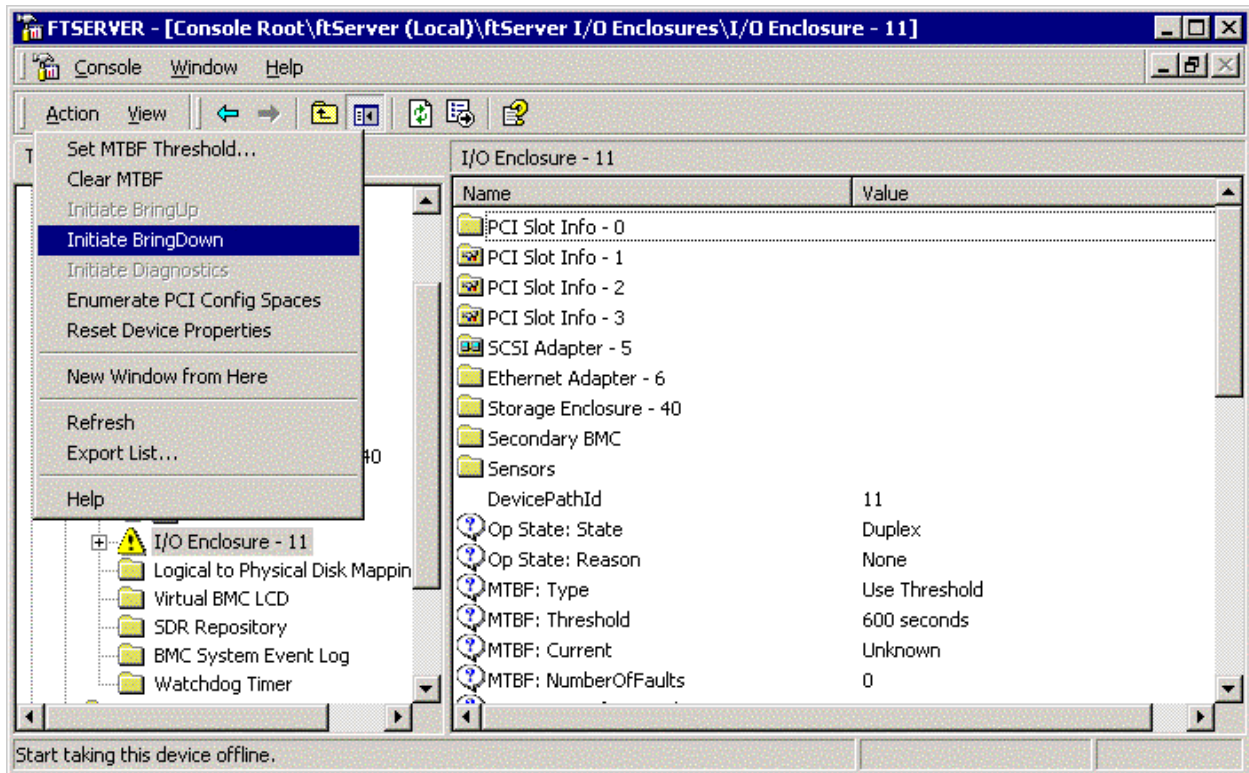 FTSERVER - [Console Root\ftServer (Local)\ftServer I/O Enclosures\I/O Enclosure - 11]
Console Window Help
Action View
Set MTBF Threshold...
Clear MTBF
Initiate BringUp
Initiate BringDown
Initiate Diagnostics
Enumerate PCI Config Spaces
Reset Device Properties
New Window from Here
Refresh
Export List...
Help
40
I/O Enclosure - 11
Logical to Physical Disk Mappin
Virtual BMC LCD
SDR Repository
BMC System Event Log
Watchdog Timer
I/O Enclosure - 11
Name Value
PCI Slot Info - 0
PCI Slot Info - 1
PCI Slot Info - 2
PCI Slot Info - 3
SCSI Adapter - 5
Ethernet Adapter - 6
Storage Enclosure - 40
Secondary BMC
Sensors
DevicePathId 11
Op State: State Duplex
Op State: Reason None
MTBF: Type Use Threshold
MTBF: Threshold 600 seconds
MTBF: Current Unknown
MTBF: NumberOfFaults 0
Start taking this device offline.